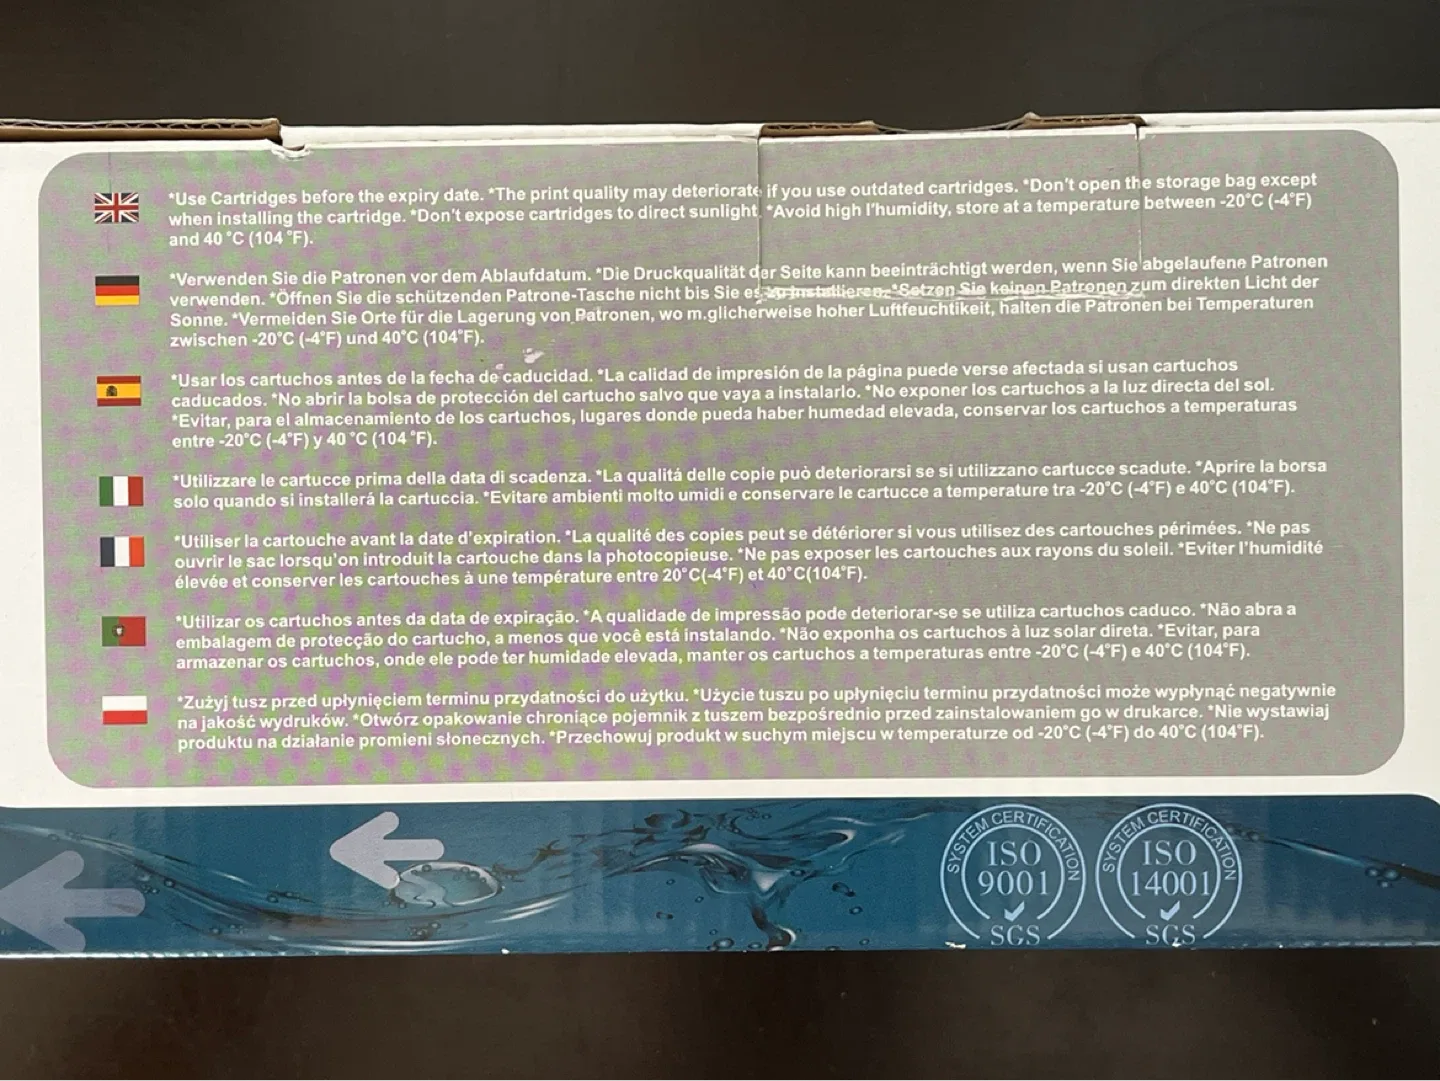 *Use Cartridges before the expiry date. *The print quality may deteriorate if you use outdated cartridges. *Don't open the storage bag except
when installing the cartridge. *Don't expose cartridges to direct sunlight. *Avoid high l'humidity, store at a temperature between -20°C (-4°F)
and 40 °C (104 °F).
*Verwenden Sie die Patronen vor dem Ablaufdatum. *Die Druckqualität der Seite kann beeinträchtigt werden, wenn Sie abgelaufene Patronen
verwenden. *Öffnen Sie die schützenden Patrone-Tasche nicht bis Sie es zu installieren. *Setzen Sie keinen Patronen zum direkten Licht der
Sonne. *Vermeiden Sie Orte für die Lagerung von Patronen, wo m.glicherweise hoher Luftfeuchtikeit, halten die Patronen bei Temperaturen
zwischen -20°C (-4°F) und 40°C (104°F).
*Usar los cartuchos antes de la fecha de caducidad. *La calidad de impresión de la página puede verse afectada si usan cartuchos
caducados. *No abrir la bolsa de protección del cartucho salvo que vaya a instalarlo. *No exponer los cartuchos a la luz directa del sol.
*Evitar, para el almacenamiento de los cartuchos, lugares donde pueda haber humedad elevada, conservar los cartuchos a temperaturas
entre -20°C (-4°F) y 40 °C (104 °F).
*Utilizzare le cartucce prima della data di scadenza. *La qualitá delle copie può deteriorarsi se si utilizzano cartucce scadute. *Aprire la borsa
solo quando si installerá la cartuccia. *Evitare ambienti molto umidi e conservare le cartucce a temperature tra -20°C (-4°F) e 40°C (104°F).
*Utiliser la cartouche avant la date d'expiration. *La qualité des copies peut se détériorer si vous utilisez des cartouches périmées. *Ne pas
ouvrir le sac lorsqu'on introduit la cartouche dans la photocopieuse. *Ne pas exposer les cartouches aux rayons du soleil. *Eviter l'humidité
élevée et conserver les cartouches à une température entre 20°C(-4°F) et 40°C(104°F).
*Utilizar os cartuchos antes da data de expiração. *A qualidade de impressão pode deteriorar-se se utiliza cartuchos caduco. *Não abra a
embalagem de protecção do cartucho, a menos que você está instalando. *Não exponha os cartuchos à luz solar direta. *Evitar, para
armazenar os cartuchos, onde ele pode ter humidade elevada, manter os cartuchos a temperaturas entre -20°C (-4°F) e 40°C (104°F).
*Zużyj tusz przed upłynięciem terminu przydatności do użytku. *Użycie tuszu po upłynięciu terminu przydatności może wypłynąć negatywnie
na jakość wydruków. *Otwórz opakowanie chroniące pojemnik z tuszem bezpośrednio przed zainstalowaniem go w drukarce. *Nie wystawiaj
produktu na działanie promieni słonecznych. *Przechowuj produkt w suchym miejscu w temperaturze od -20°C (-4°F) do 40°C (104°F).
SYSTEM CERTIFICATION
ISO
9001
SGS
SYSTEM CERTIFICATION
ISO
14001
SGS